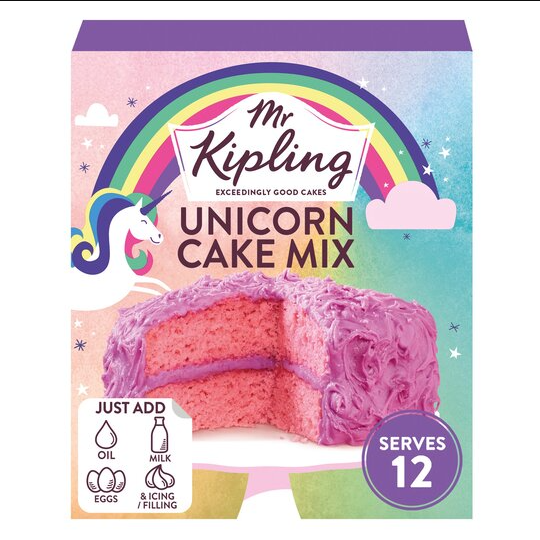 Mr
Kipling
EXCEEDINGLY GOOD CAKES
UNICORN
CAKE MIX
JUST ADD
OIL
MILK
EGGS
& ICING
/ FILLING
SERVES
12